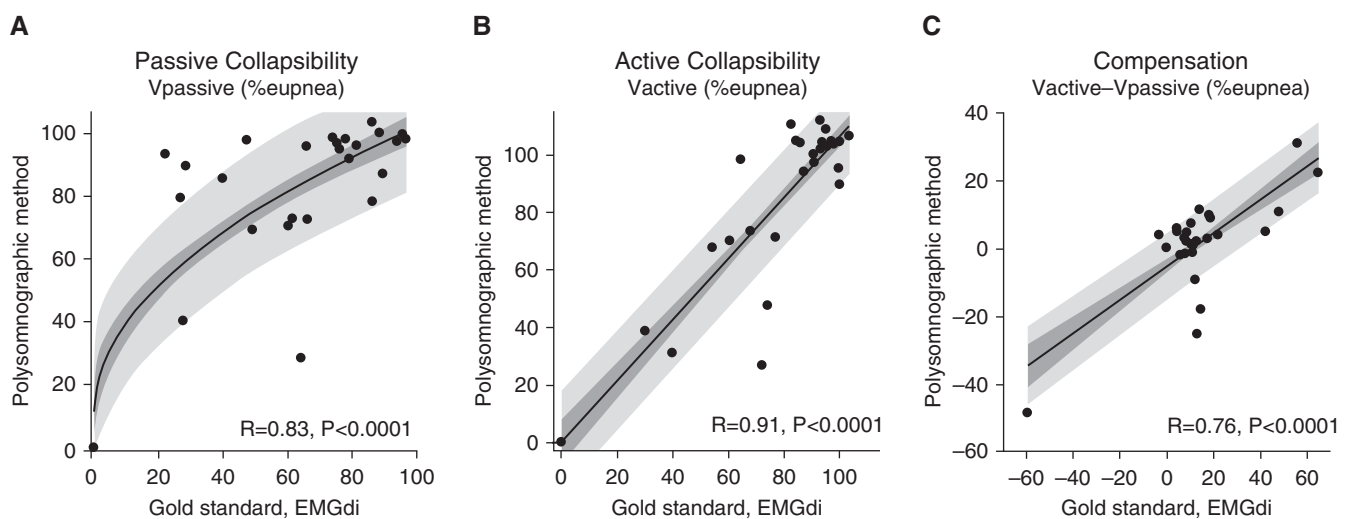 A
Passive Collapsibility
Vpassive (%eupnea)
Polysomnographic method
100
80
60
40
20
0
R=0.83, P<0.0001
0 20 40 60 80 100
Gold standard, EMGdi
B
Active Collapsibility
Vactive (%eupnea)
Polysomnographic method
100
80
60
40
20
0
R=0.91, P<0.0001
0 20 40 60 80 100
Gold standard, EMGdi
C
Compensation
Vactive–Vpassive (%eupnea)
Polysomnographic method
40
20
0
–20
–40
–60
R=0.76, P<0.0001
–60 –40 –20 0 20 40 60
Gold standard, EMGdi